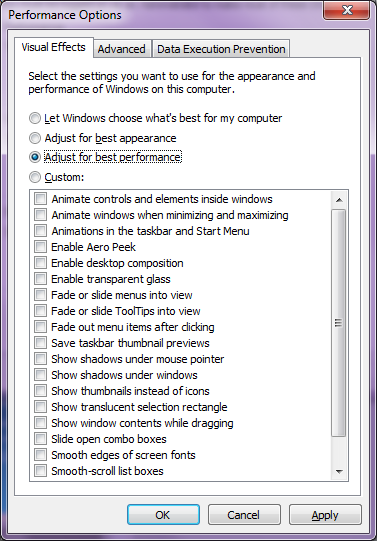 Performance Options
Visual Effects Advanced Data Execution Prevention
Select the settings you want to use for the appearance and
performance of Windows on this computer.
Let Windows choose what's best for my computer
Adjust for best appearance
Adjust for best performance
Custom:
Animate controls and elements inside windows
Animate windows when minimizing and maximizing
Animations in the taskbar and Start Menu
Enable Aero Peek
Enable desktop composition
Enable transparent glass
Fade or slide menus into view
Fade or slide ToolTips into view
Fade out menu items after clicking
Save taskbar thumbnail previews
Show shadows under mouse pointer
Show shadows under windows
Show thumbnails instead of icons
Show translucent selection rectangle
Show window contents while dragging
Slide open combo boxes
Smooth edges of screen fonts
Smooth-scroll list boxes
OK Cancel Apply